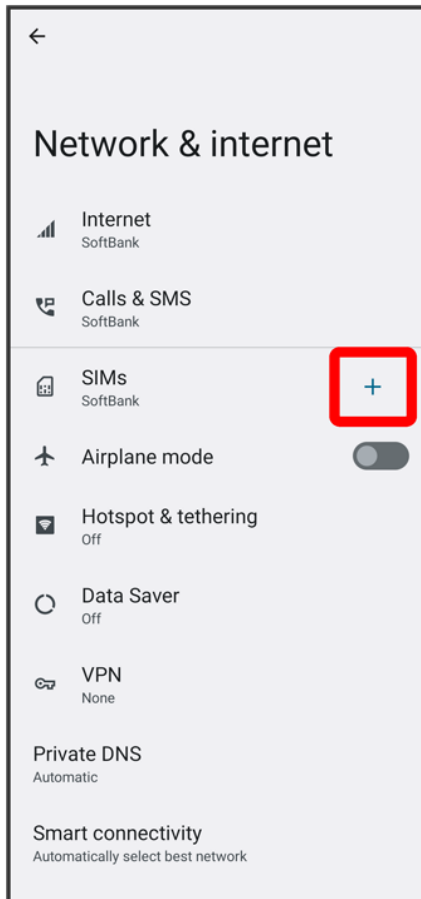 Network & internet
Internet
SoftBank
Calls & SMS
SoftBank
SIMs
SoftBank
Airplane mode
Hotspot & tethering
Off
Data Saver
Off
VPN
None
Private DNS
Automatic
Smart connectivity
Automatically select best network